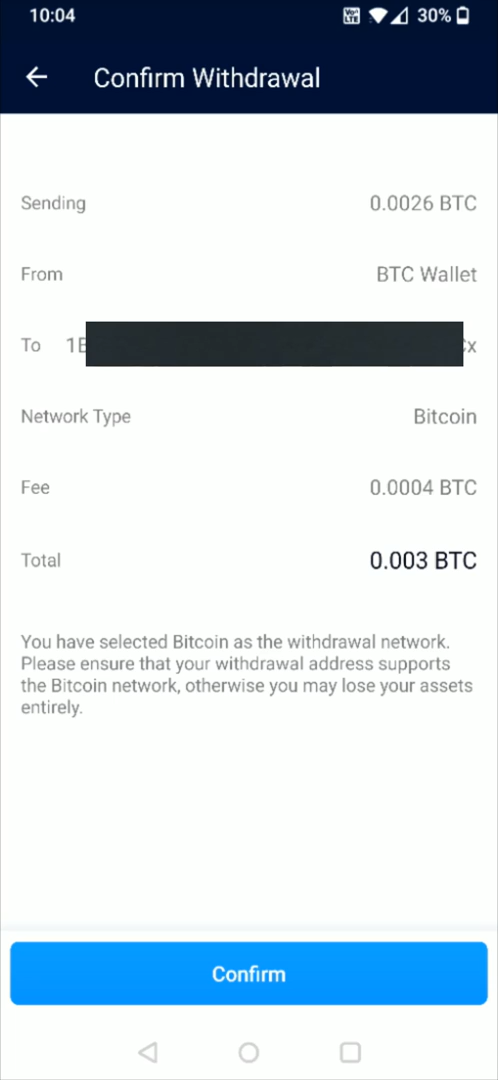 10:04
VoD LTE 30%
Confirm Withdrawal
Sending 0.0026 BTC
From BTC Wallet
To
Network Type Bitcoin
Fee 0.0004 BTC
Total 0.003 BTC
You have selected Bitcoin as the withdrawal network.
Please ensure that your withdrawal address supports
the Bitcoin network, otherwise you may lose your assets
entirely.
Confirm